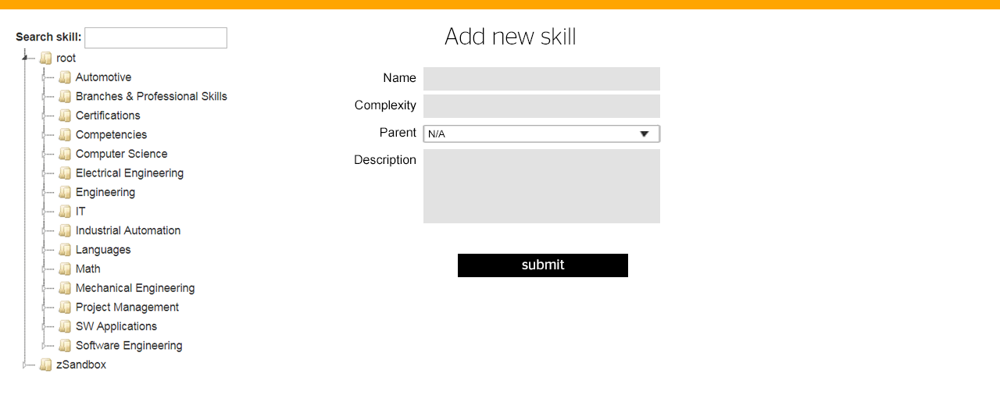 Search skill:
root
Automotive
Branches & Professional Skills
Certifications
Competencies
Computer Science
Electrical Engineering
Engineering
IT
Industrial Automation
Languages
Math
Mechanical Engineering
Project Management
SW Applications
Software Engineering
zSandbox
Add new skill
Name
Complexity
Parent N/A
Description
submit